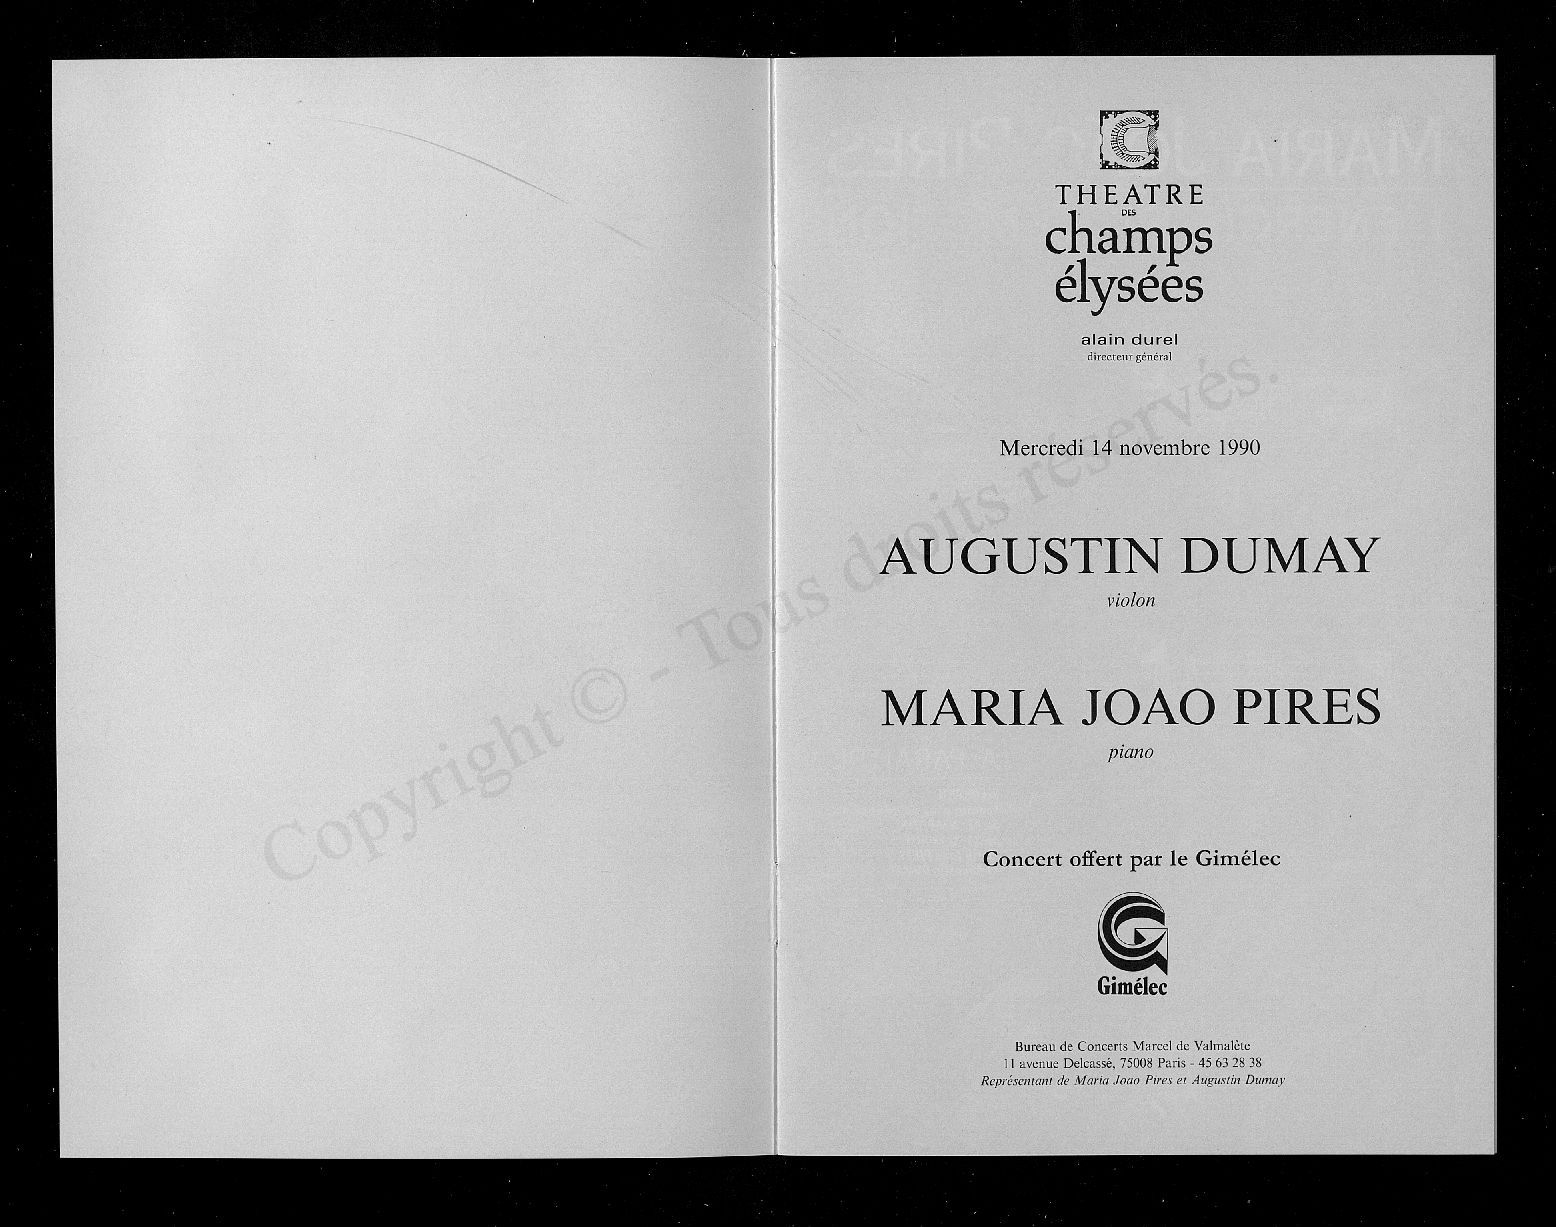 THEATRE
DES
champs
élysées
alain durel
directeur général
Mercredi 14 novembre 1990
AUGUSTIN DUMAY
violon
MARIA JOAO PIRES
piano
Concert offert par le Gimélec
Gimélec
Bureau de Concerts Marcel de Valmalète
11 avenue Delcassé, 75008 Paris - 45 63 28 38
Représentant de Maria Joao Pires et Augustin Dumay
Copyright © - Tous droits réservés.